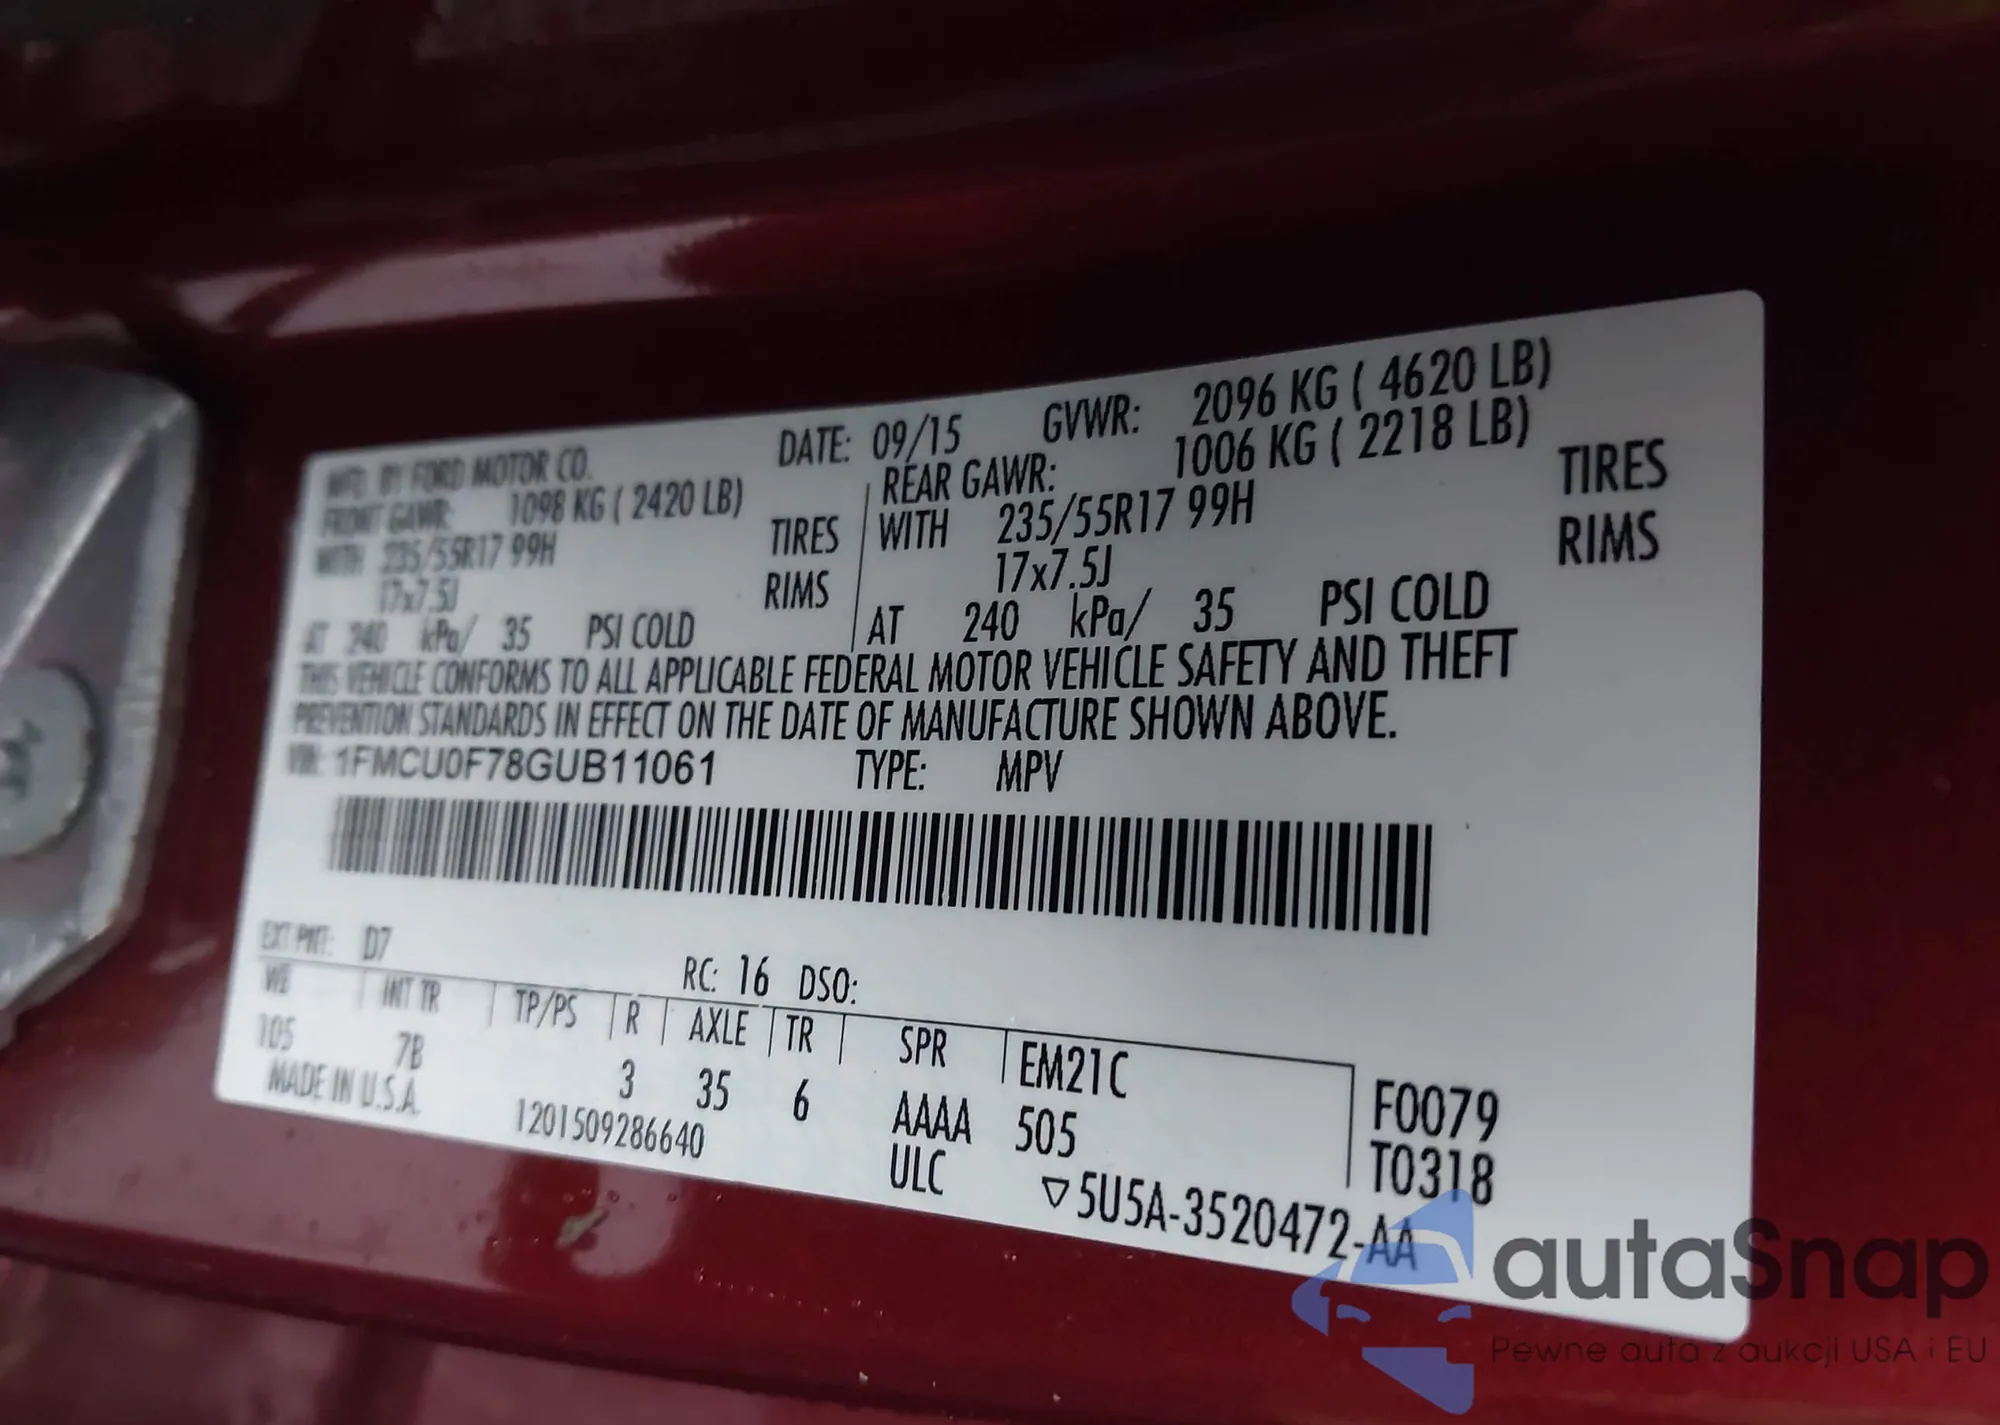 MFD. BY FORD MOTOR CO. DATE: 09/15 GVWR: 2096 KG ( 4620 LB)
FRONT GAWR: 1098 KG ( 2420 LB) REAR GAWR: 1006 KG ( 2218 LB)
WITH 235/55R17 99H TIRES WITH 235/55R17 99H TIRES
17x7.5J RIMS 17x7.5J RIMS
AT 240 kPa/ 35 PSI COLD AT 240 kPa/ 35 PSI COLD
THIS VEHICLE CONFORMS TO ALL APPLICABLE FEDERAL MOTOR VEHICLE SAFETY AND THEFT
PREVENTION STANDARDS IN EFFECT ON THE DATE OF MANUFACTURE SHOWN ABOVE.
VIN: 1FMCU0F78GUB11061 TYPE: MPV
EXT PNT: D7 RC: 16 DSO:
WB INT TR TP/PS R AXLE TR SPR EM21C
105 7B 3 35 6 AAAA 505 F0079
MADE IN U.S.A. 1201509286640 ULC T0318
▽5U5A-3520472-AA
autaSnap
Pewne auta z aukcji USA i EU